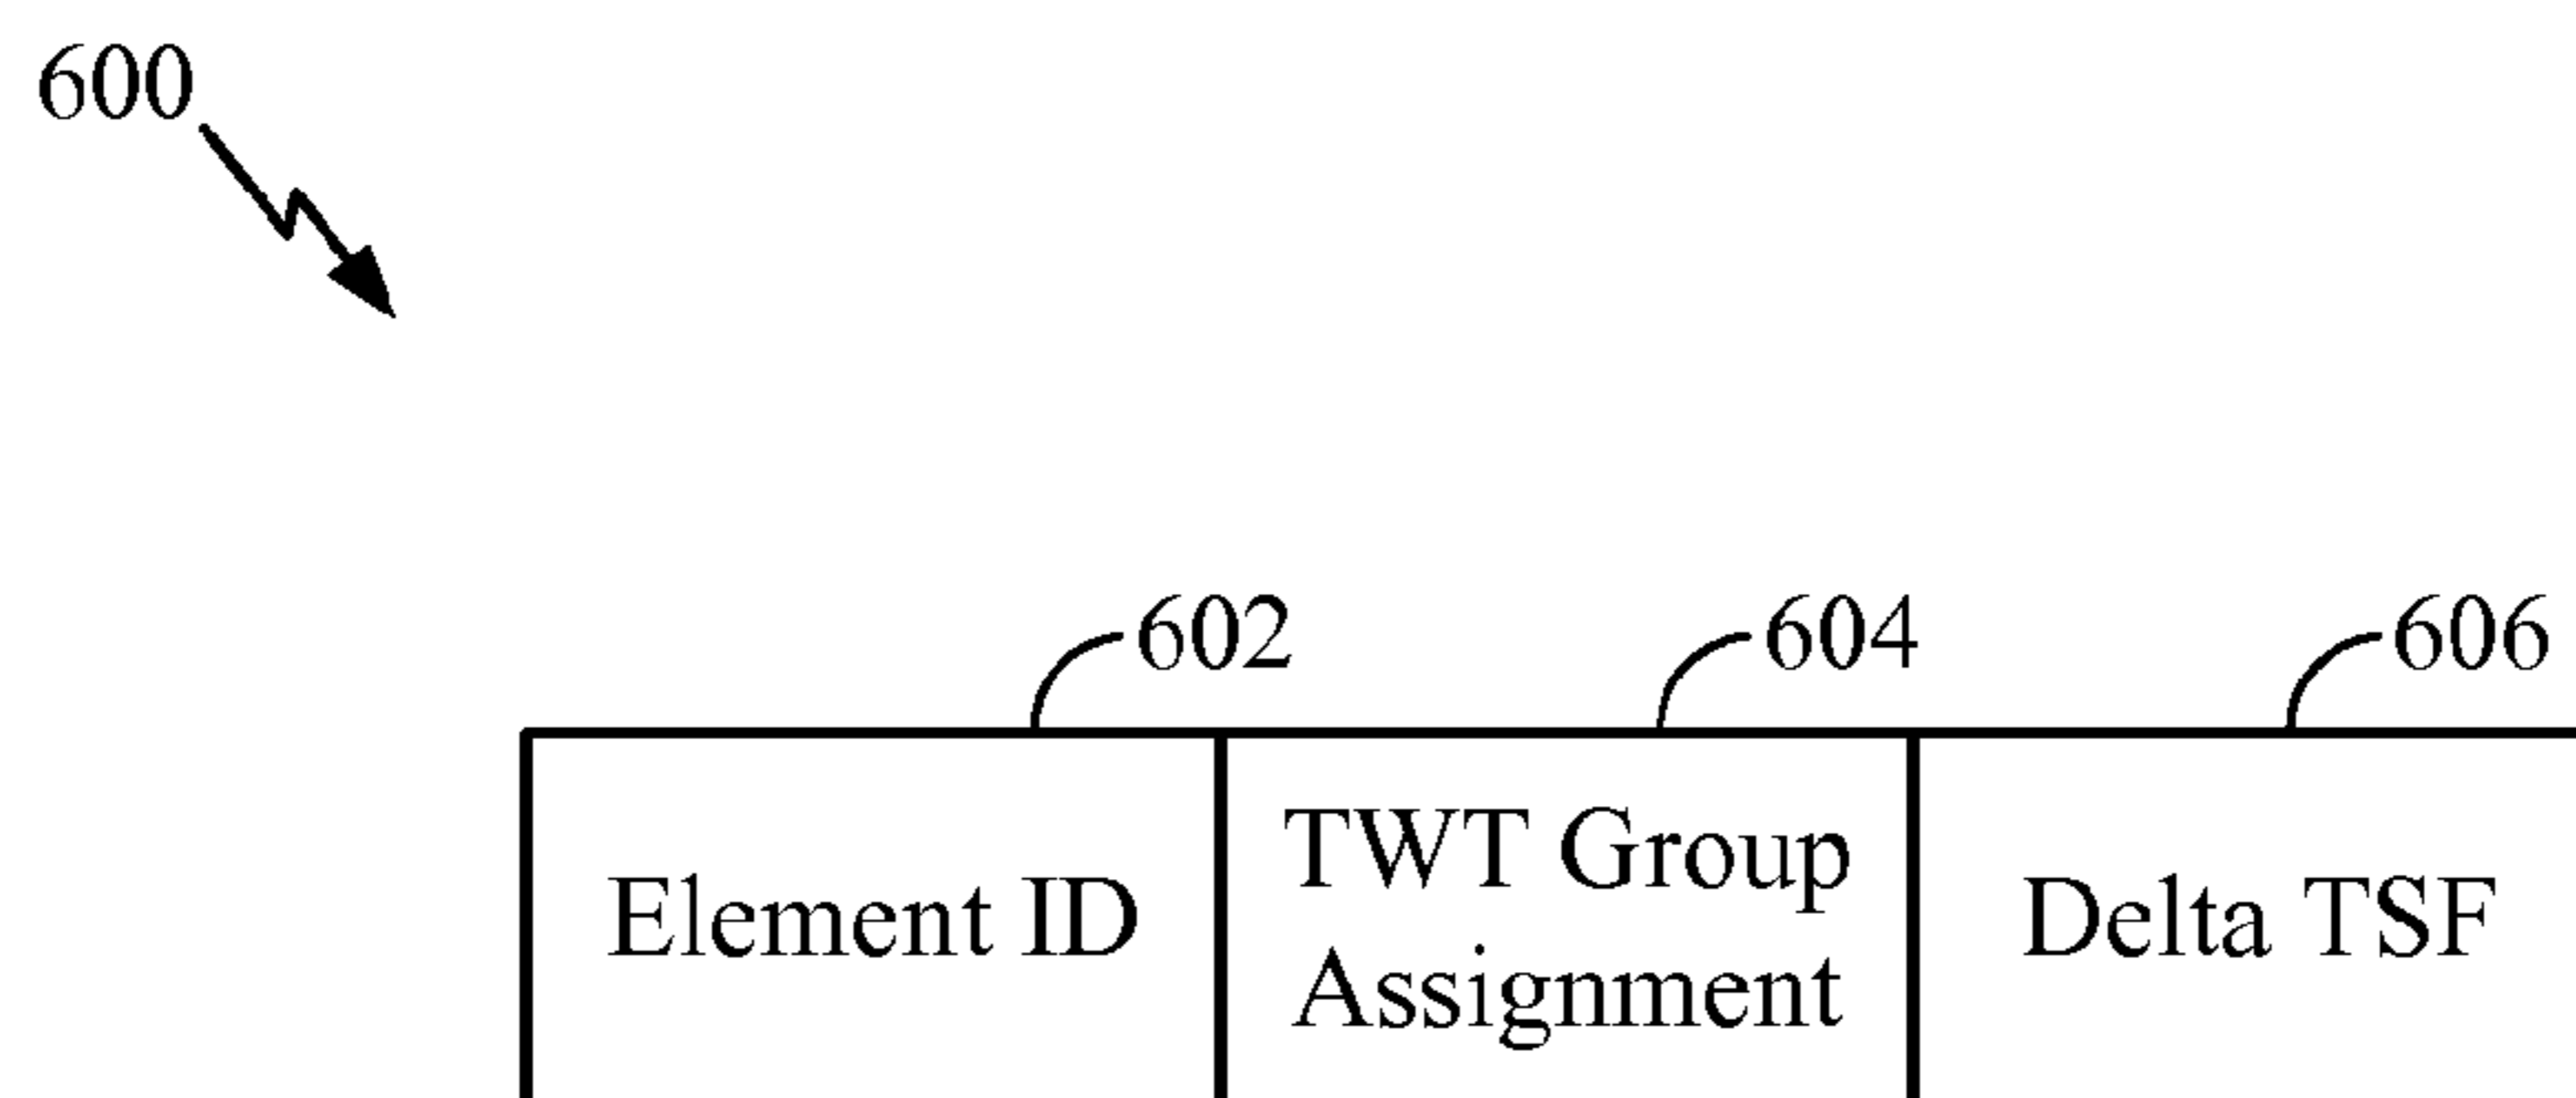 600
602
604
606
Element ID
TWT Group
Assignment
Delta TSF